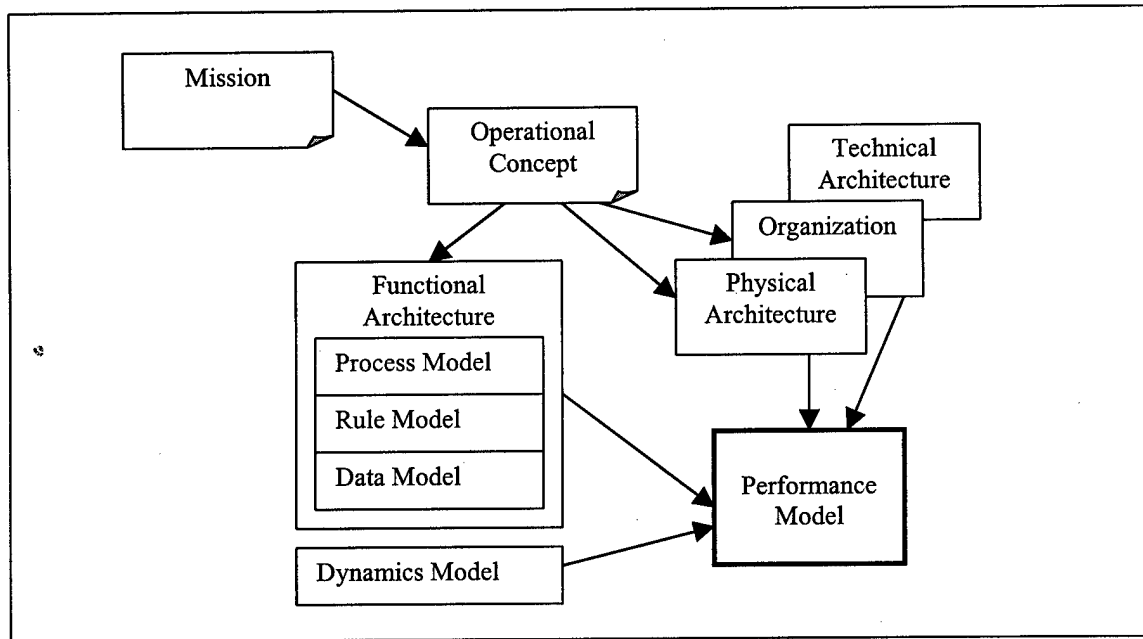 Mission
Operational
Concept
Technical
Architecture
Organization
Physical
Architecture
Functional
Architecture
Process Model
Rule Model
Data Model
Performance
Model
Dynamics Model